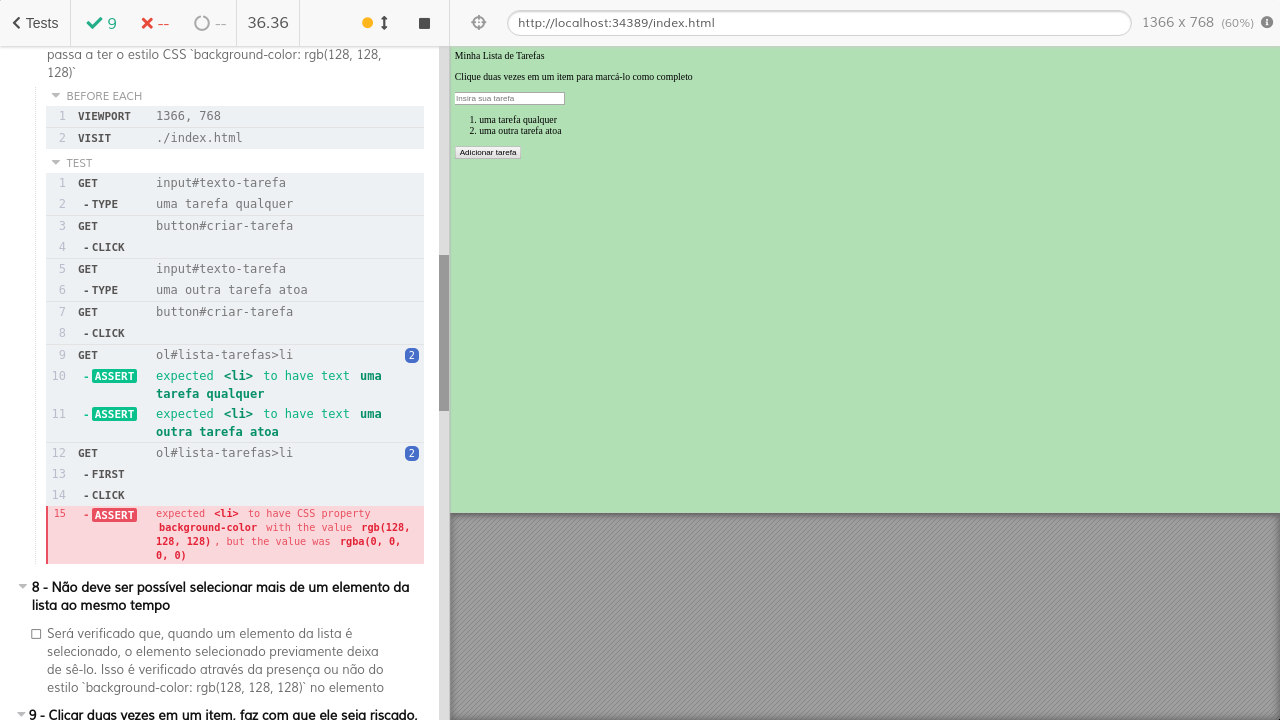 Tests 9 -- -- 36.36 http://localhost:34389/index.html 1366 x 768 (60%)
passa a ter o estilo CSS `background-color: rgb(128, 128,
128)`
BEFORE EACH
1 VIEWPORT 1366, 768
2 VISIT ./index.html
TEST
1 GET input#texto-tarefa
2 -TYPE uma tarefa qualquer
3 GET button#criar-tarefa
4 -CLICK
5 GET input#texto-tarefa
6 -TYPE uma outra tarefa atoa
7 GET button#criar-tarefa
8 -CLICK
9 GET ol#lista-tarefas>li 2
10 -ASSERT expected <li> to have text uma
tarefa qualquer
11 -ASSERT expected <li> to have text uma
outra tarefa atoa
12 GET ol#lista-tarefas>li 2
13 -FIRST
14 -CLICK
15 -ASSERT expected <li> to have CSS property
background-color with the value rgb(128,
128, 128), but the value was rgba(0, 0,
0, 0)
8 - Não deve ser possível selecionar mais de um elemento da
lista ao mesmo tempo
Será verificado que, quando um elemento da lista é
selecionado, o elemento selecionado previamente deixa
de sê-lo. Isso é verificado através da presença ou não do
estilo `background-color: rgb(128, 128, 128)` no elemento
9 - Clicar duas vezes em um item, faz com que ele seja riscado,
Minha Lista de Tarefas
Clique duas vezes em um item para marcá-lo como completo
Insira sua tarefa
1. uma tarefa qualquer
2. uma outra tarefa atoa
Adicionar tarefa